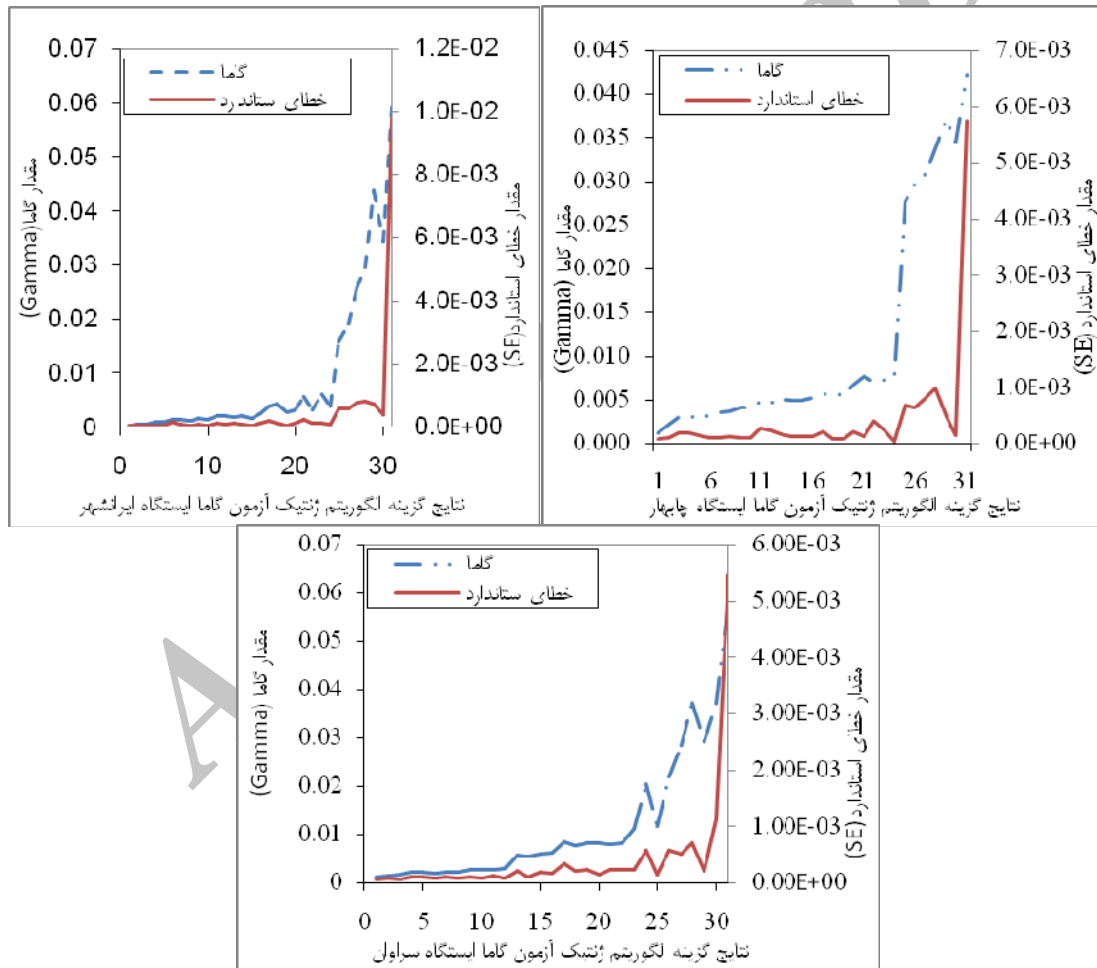 0.07
0.06
0.05
0.04
0.03
0.02
0.01
0
مقدار گاما(Gamma)
گاما
خطای ستاندرد
1.2E-02
1.0E-02
8.0E-03
6.0E-03
4.0E-03
2.0E-03
0.0E+00
مقدار خطای استاندارد(SE)
0 10 20 30
نتایج گزینه الگوریتم ژنتیک آزمون گاما ایستگاه ایرانشهر
0.045
0.040
0.035
0.030
0.025
0.020
0.015
0.010
0.005
0.000
مقدار گاما (Gamma)
گاما
خطای استاندارد
7.0E-03
6.0E-03
5.0E-03
4.0E-03
3.0E-03
2.0E-03
1.0E-03
0.0E+00
مقدار خطای استاندارد (SE)
1 6 11 16 21 26 31
نتایج گزینه الگوریتم ژنتیک آزمون گاما ایستگاه چابهار
0.07
0.06
0.05
0.04
0.03
0.02
0.01
0
مقدار گاما (Gamma)
گاما
خطای ستاندارد
6.00E-03
5.00E-03
4.00E-03
3.00E-03
2.00E-03
1.00E-03
0.00E+00
مقدار خطای استاندارد (SE)
0 5 10 15 20 25 30
نتایج گزینه لگوریتم ژنتیک آزمون گاما ایستگاه سراوان